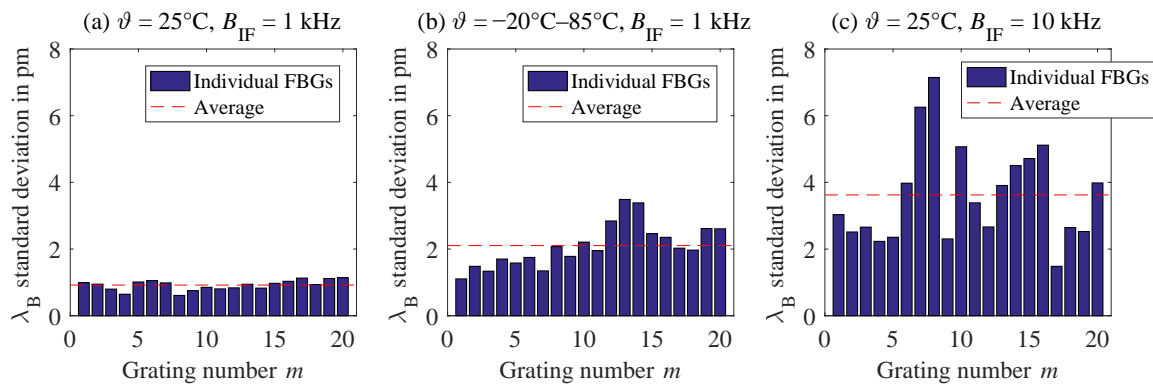 (a) ϑ = 25°C, B_IF = 1 kHz
λ_B standard deviation in pm
8
6
4
2
0
Individual FBGs
Average
0 5 10 15 20
Grating number m
(b) ϑ = −20°C–85°C, B_IF = 1 kHz
λ_B standard deviation in pm
8
6
4
2
0
Individual FBGs
Average
0 5 10 15 20
Grating number m
(c) ϑ = 25°C, B_IF = 10 kHz
λ_B standard deviation in pm
8
6
4
2
0
Individual FBGs
Average
0 5 10 15 20
Grating number m